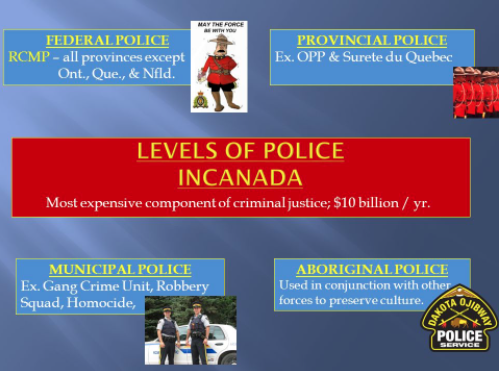 FEDERAL POLICE
RCMP – all provinces except
Ont., Que., & Nfld.
MAY THE FORCE
BE WITH YOU
PROVINCIAL POLICE
Ex. OPP & Surete du Quebec
LEVELS OF POLICE
INCANADA
Most expensive component of criminal justice; $10 billion / yr.
MUNICIPAL POLICE
Ex. Gang Crime Unit, Robbery
Squad, Homocide,
ABORIGINAL POLICE
Used in conjunction with other
forces to preserve culture.
DAKOTA OJIBWAY
POLICE
SERVICE